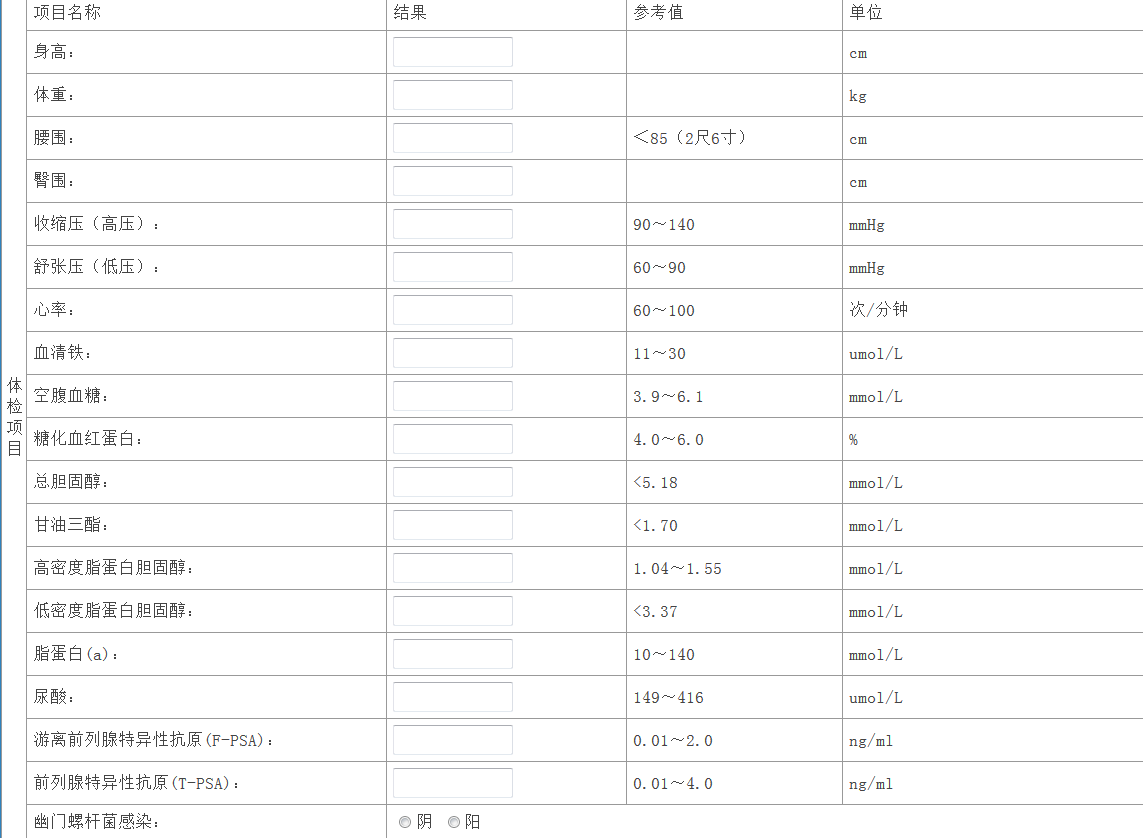 项目名称 结果 参考值 单位
身高： cm
体重： kg
腰围： ＜85（2尺6寸） cm
臀围： cm
收缩压（高压）： 90～140 mmHg
舒张压（低压）： 60～90 mmHg
心率： 60～100 次/分钟
血清铁： 11～30 umol/L
空腹血糖： 3.9～6.1 mmol/L
糖化血红蛋白： 4.0～6.0 %
总胆固醇： <5.18 mmol/L
甘油三酯： <1.70 mmol/L
高密度脂蛋白胆固醇： 1.04～1.55 mmol/L
低密度脂蛋白胆固醇： <3.37 mmol/L
脂蛋白(a)： 10～140 mmol/L
尿酸： 149～416 umol/L
游离前列腺特异性抗原(F-PSA)： 0.01～2.0 ng/ml
前列腺特异性抗原(T-PSA)： 0.01～4.0 ng/ml
幽门螺杆菌感染： 阴 阳
体检项目